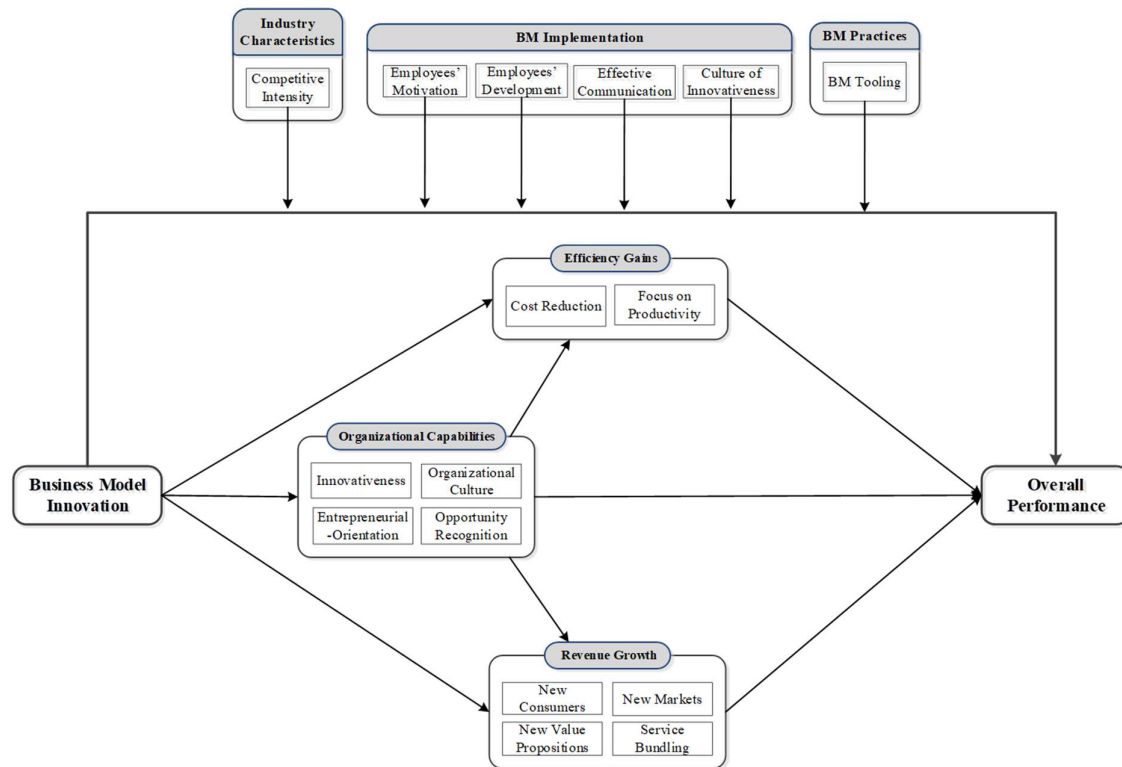 Industry
Characteristics
Competitive
Intensity
BM Implementation
Employees'
Motivation
Employees'
Development
Effective
Communication
Culture of
Innovativeness
BM Practices
BM Tooling
Efficiency Gains
Cost Reduction
Focus on
Productivity
Organizational Capabilities
Innovativeness
Organizational
Culture
Entrepreneurial
-Orientation
Opportunity
Recognition
Business Model
Innovation
Overall
Performance
Revenue Growth
New
Consumers
New Markets
New Value
Propositions
Service
Bundling